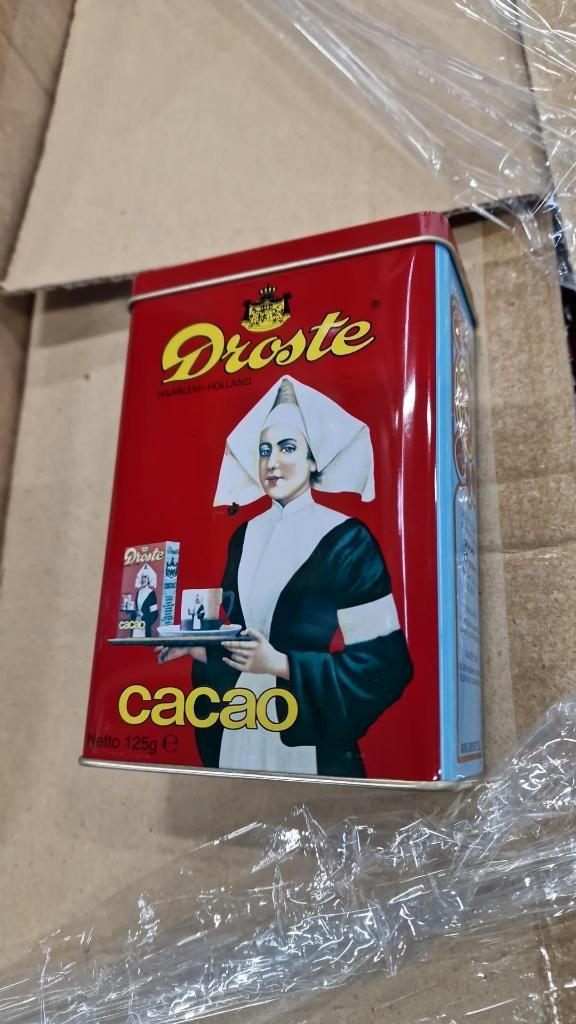 Droste ®
HAARLEM-HOLLAND
Droste
cacao
cacao
Netto 125g ℮